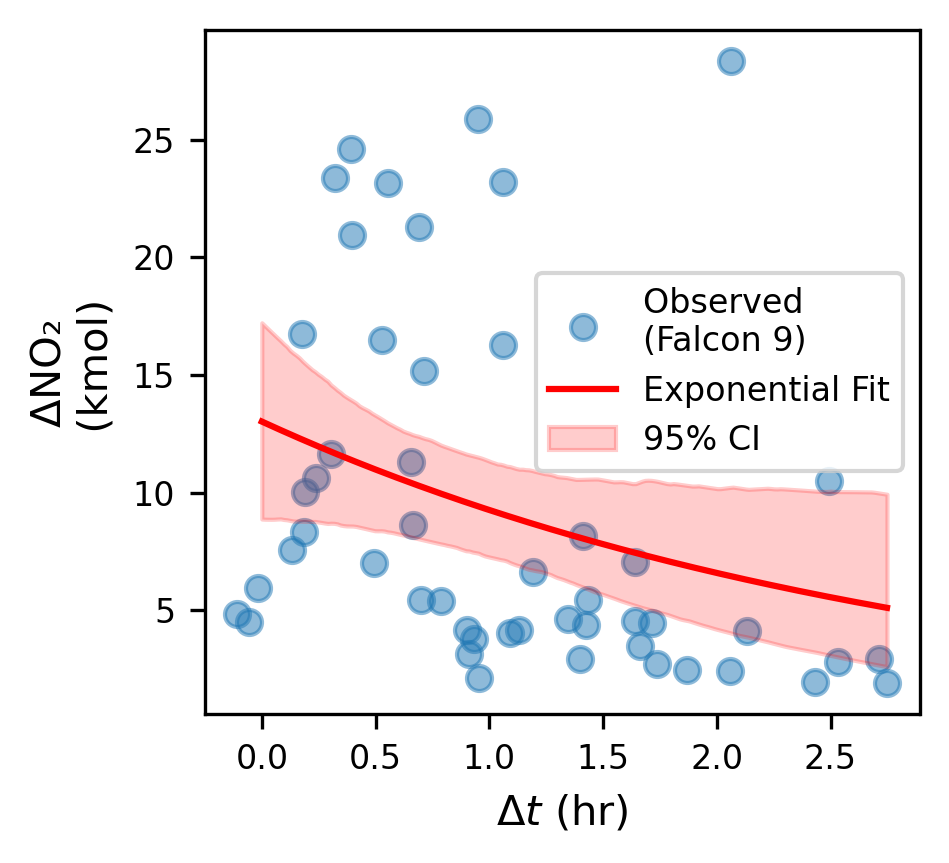 ΔNO₂
(kmol)
25
20
15
10
5
Observed
(Falcon 9)
Exponential Fit
95% CI
0.0 0.5 1.0 1.5 2.0 2.5
Δt (hr)